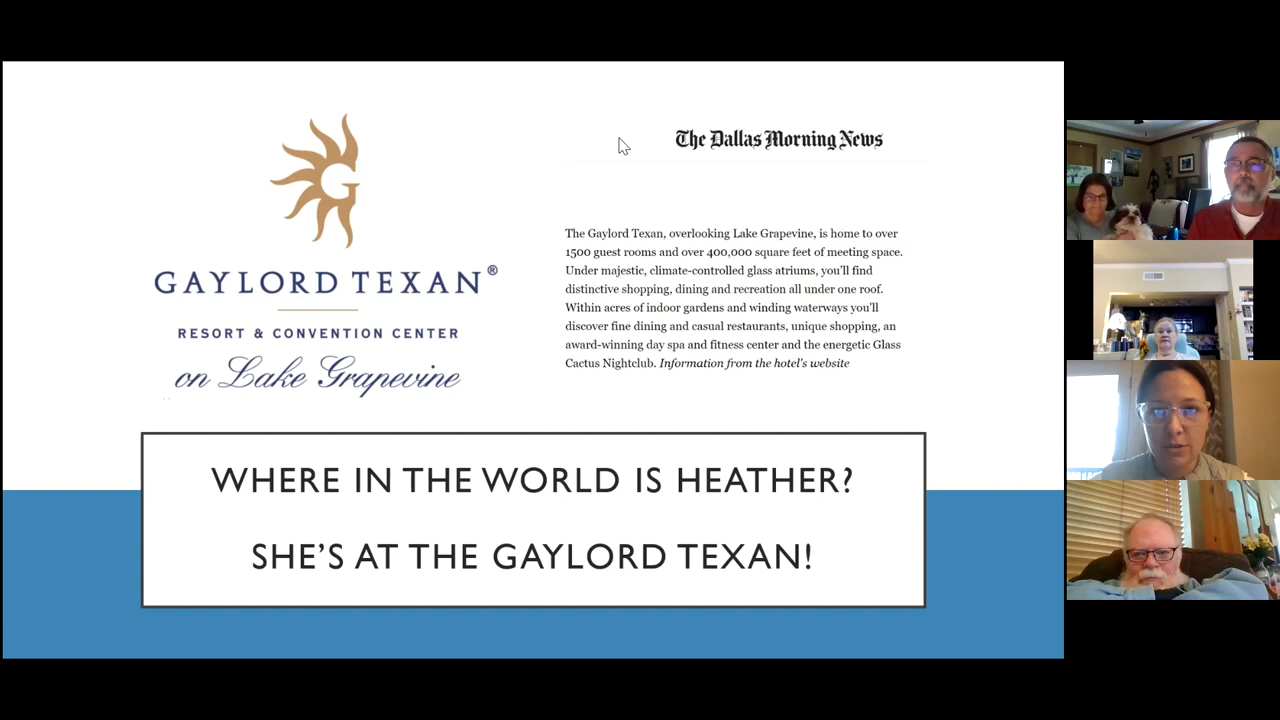 GAYLORD TEXAN®
RESORT & CONVENTION CENTER
on Lake Grapevine
The Dallas Morning News
The Gaylord Texan, overlooking Lake Grapevine, is home to over
1500 guest rooms and over 400,000 square feet of meeting space.
Under majestic, climate-controlled glass atriums, you'll find
distinctive shopping, dining and recreation all under one roof.
Within acres of indoor gardens and winding waterways you'll
discover fine dining and casual restaurants, unique shopping, an
award-winning day spa and fitness center and the energetic Glass
Cactus Nightclub. Information from the hotel's website
WHERE IN THE WORLD IS HEATHER?
SHE'S AT THE GAYLORD TEXAN!